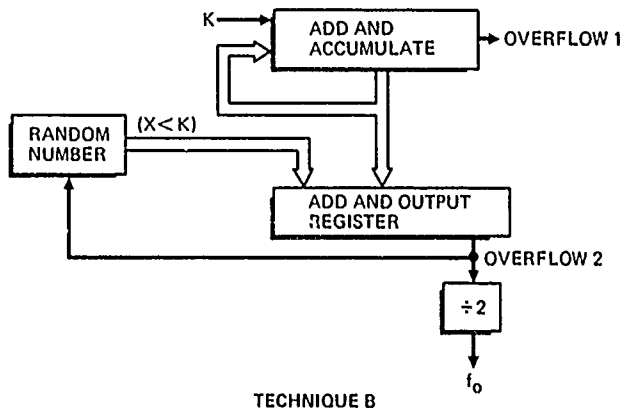 K
ADD AND
ACCUMULATE
OVERFLOW 1
RANDOM
NUMBER
(X < K)
ADD AND OUTPUT
REGISTER
OVERFLOW 2
÷2
fo
TECHNIQUE B